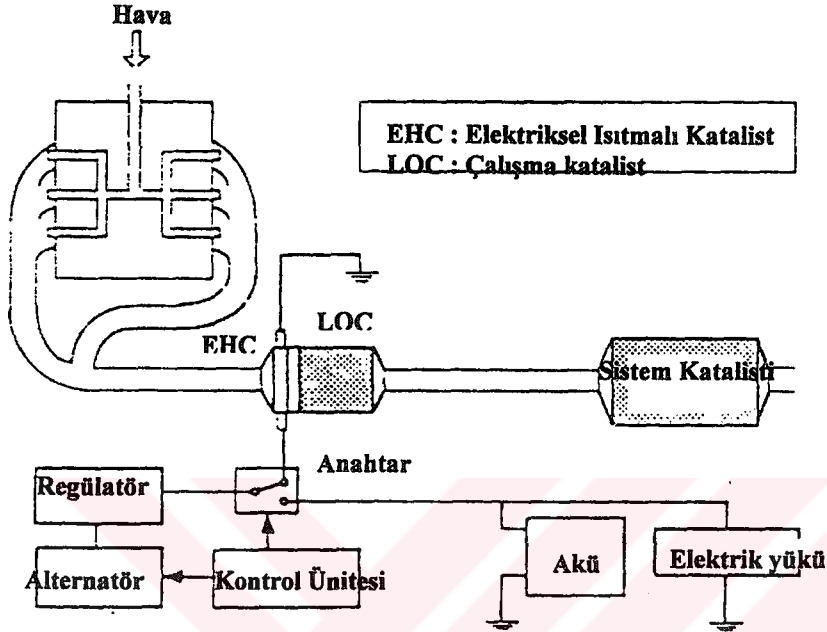 Hava
EHC : Elektriksel Isıtmalı Katalist
LOC : Çalışma katalist
EHC
LOC
Sistem Katalisti
Anahtar
Regülatör
Alternatör
Kontrol Ünitesi
Akü
Elektrik yükü